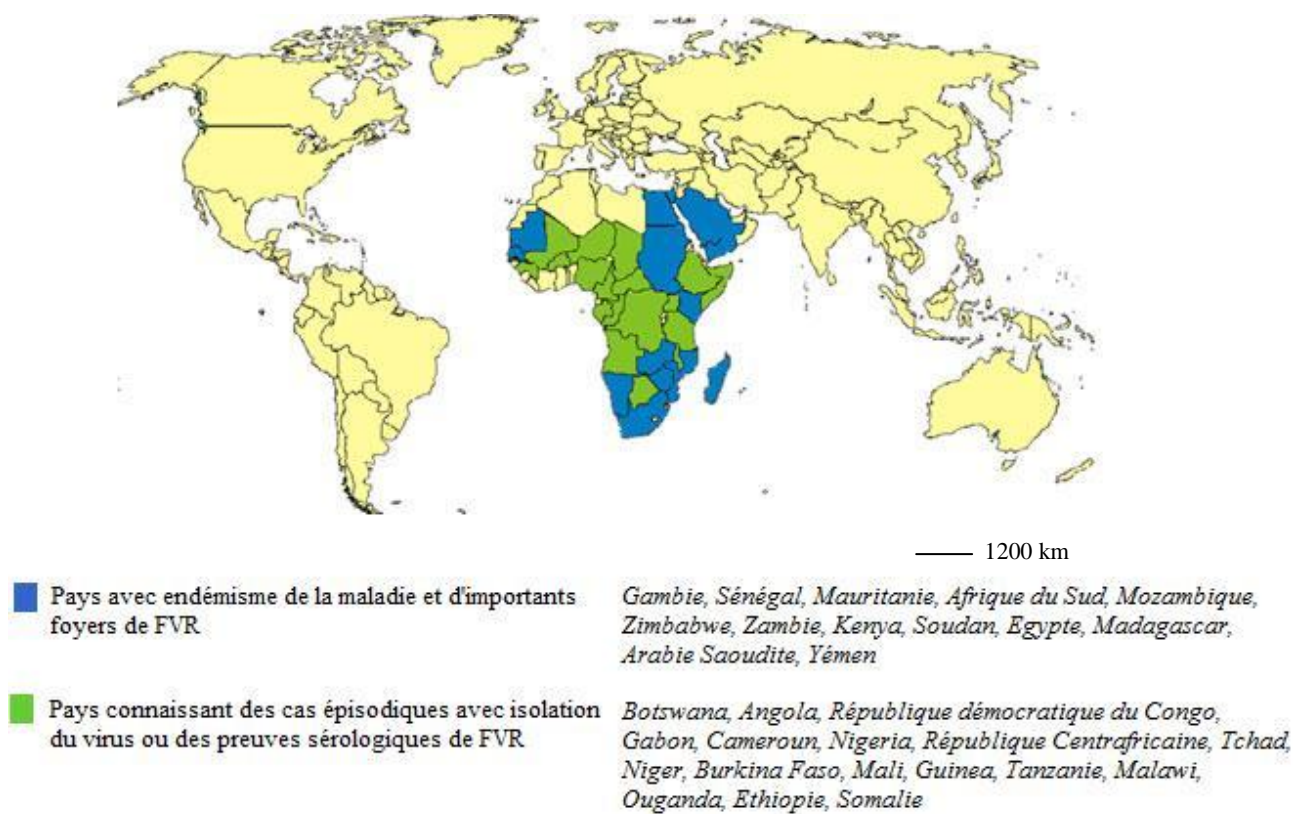 1200 km
Pays avec endémisme de la maladie et d'importants
foyers de FVR
Gambie, Sénégal, Mauritanie, Afrique du Sud, Mozambique,
Zimbabwe, Zambie, Kenya, Soudan, Egypte, Madagascar,
Arabie Saoudite, Yémen
Pays connaissant des cas épisodiques avec isolation
du virus ou des preuves sérologiques de FVR
Botswana, Angola, République démocratique du Congo,
Gabon, Cameroun, Nigeria, République Centrafricaine, Tchad,
Niger, Burkina Faso, Mali, Guinea, Tanzanie, Malawi,
Ouganda, Ethiopie, Somalie